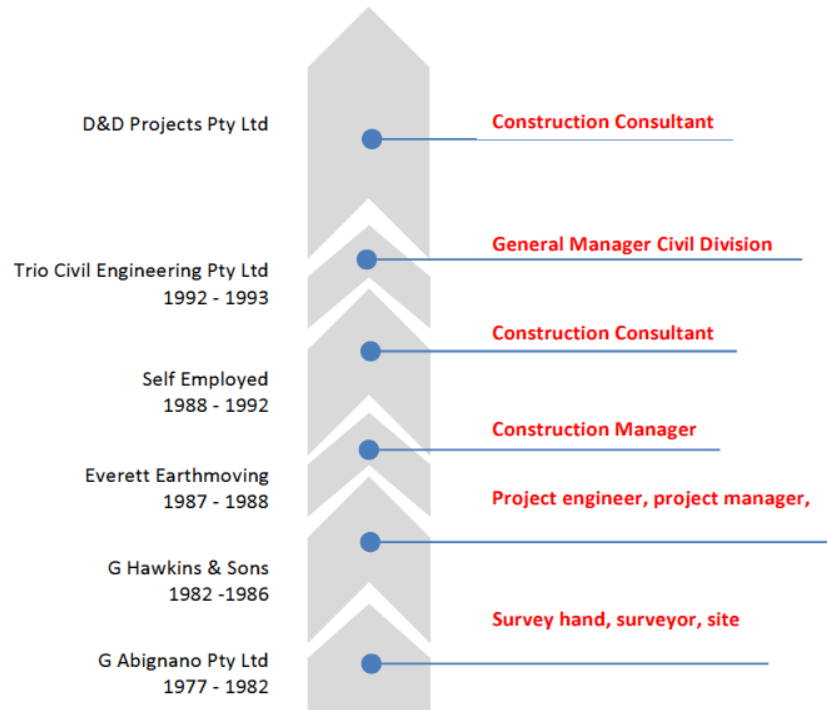 D&D Projects Pty Ltd
Construction Consultant
General Manager Civil Division
Trio Civil Engineering Pty Ltd
1992 - 1993
Construction Consultant
Self Employed
1988 - 1992
Construction Manager
Everett Earthmoving
1987 - 1988
Project engineer, project manager,
G Hawkins & Sons
1982 -1986
Survey hand, surveyor, site
G Abignano Pty Ltd
1977 - 1982